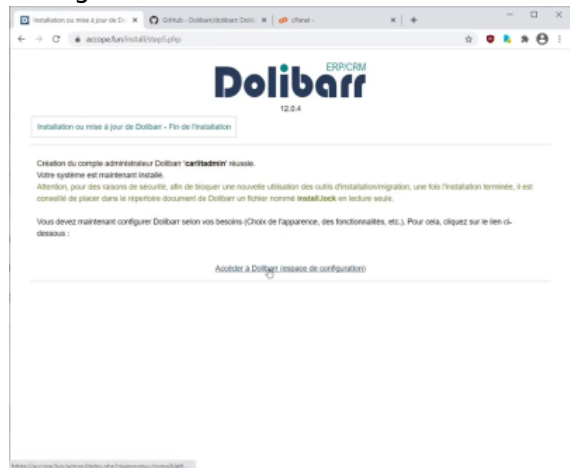 Installation ou mise à jour de Do
GitHub - Dolibarr/dolibarr: Doli
cPanel -
accope.fun/install/step5.php
Dolibarr
ERP/CRM
12.0.4
Installation ou mise à jour de Dolibarr - Fin de l'installation
Création du compte administrateur Dolibarr 'carlitadmin' réussie.
Votre système est maintenant installé.
Attention, pour des raisons de sécurité, afin de bloquer une nouvelle utilisation des outils d'installation/migration, une fois l'installation terminée, il est
conseillé de placer dans le répertoire document de Dolibarr un fichier nommé install.lock en lecture seule.
Vous devez maintenant configurer Dolibarr selon vos besoins (Choix de l'apparence, des fonctionnalités, etc.), Pour cela, cliquez sur le lien ci-
dessous :
Accéder à Dolibarr (espace de configuration)